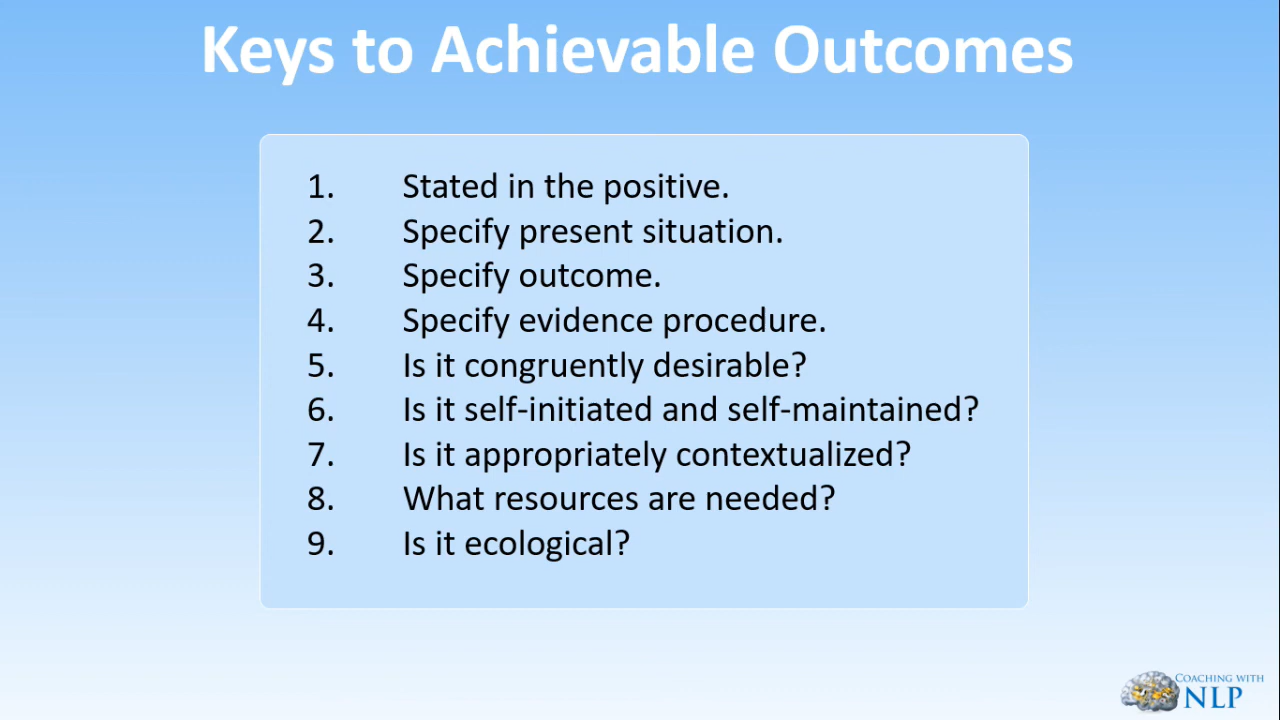 Keys to Achievable Outcomes
1. Stated in the positive.
2. Specify present situation.
3. Specify outcome.
4. Specify evidence procedure.
5. Is it congruently desirable?
6. Is it self-initiated and self-maintained?
7. Is it appropriately contextualized?
8. What resources are needed?
9. Is it ecological?
COACHING WITH
NLP